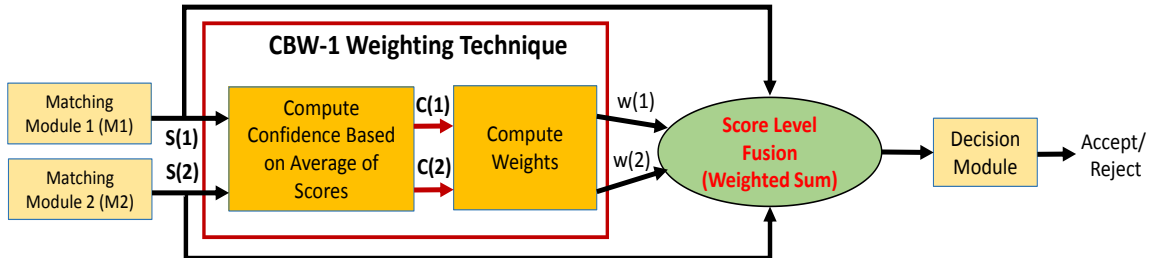 CBW-1 Weighting Technique
Matching
Module 1 (M1)
S(1)
Matching
Module 2 (M2)
S(2)
Compute
Confidence Based
on Average of
Scores
C(1)
C(2)
Compute
Weights
w(1)
w(2)
Score Level
Fusion
(Weighted Sum)
Decision
Module
Accept/
Reject